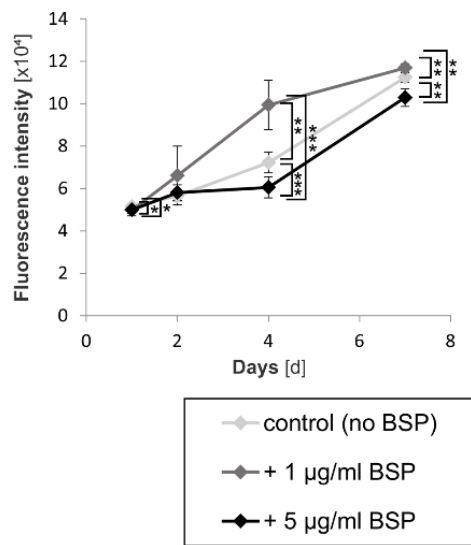 Fluorescence intensity [x10⁴]
14
12
10
8
6
4
2
0
0 2 4 6 8
Days [d]
** **
**
** ***
***
* *
control (no BSP)
+ 1 µg/ml BSP
+ 5 µg/ml BSP